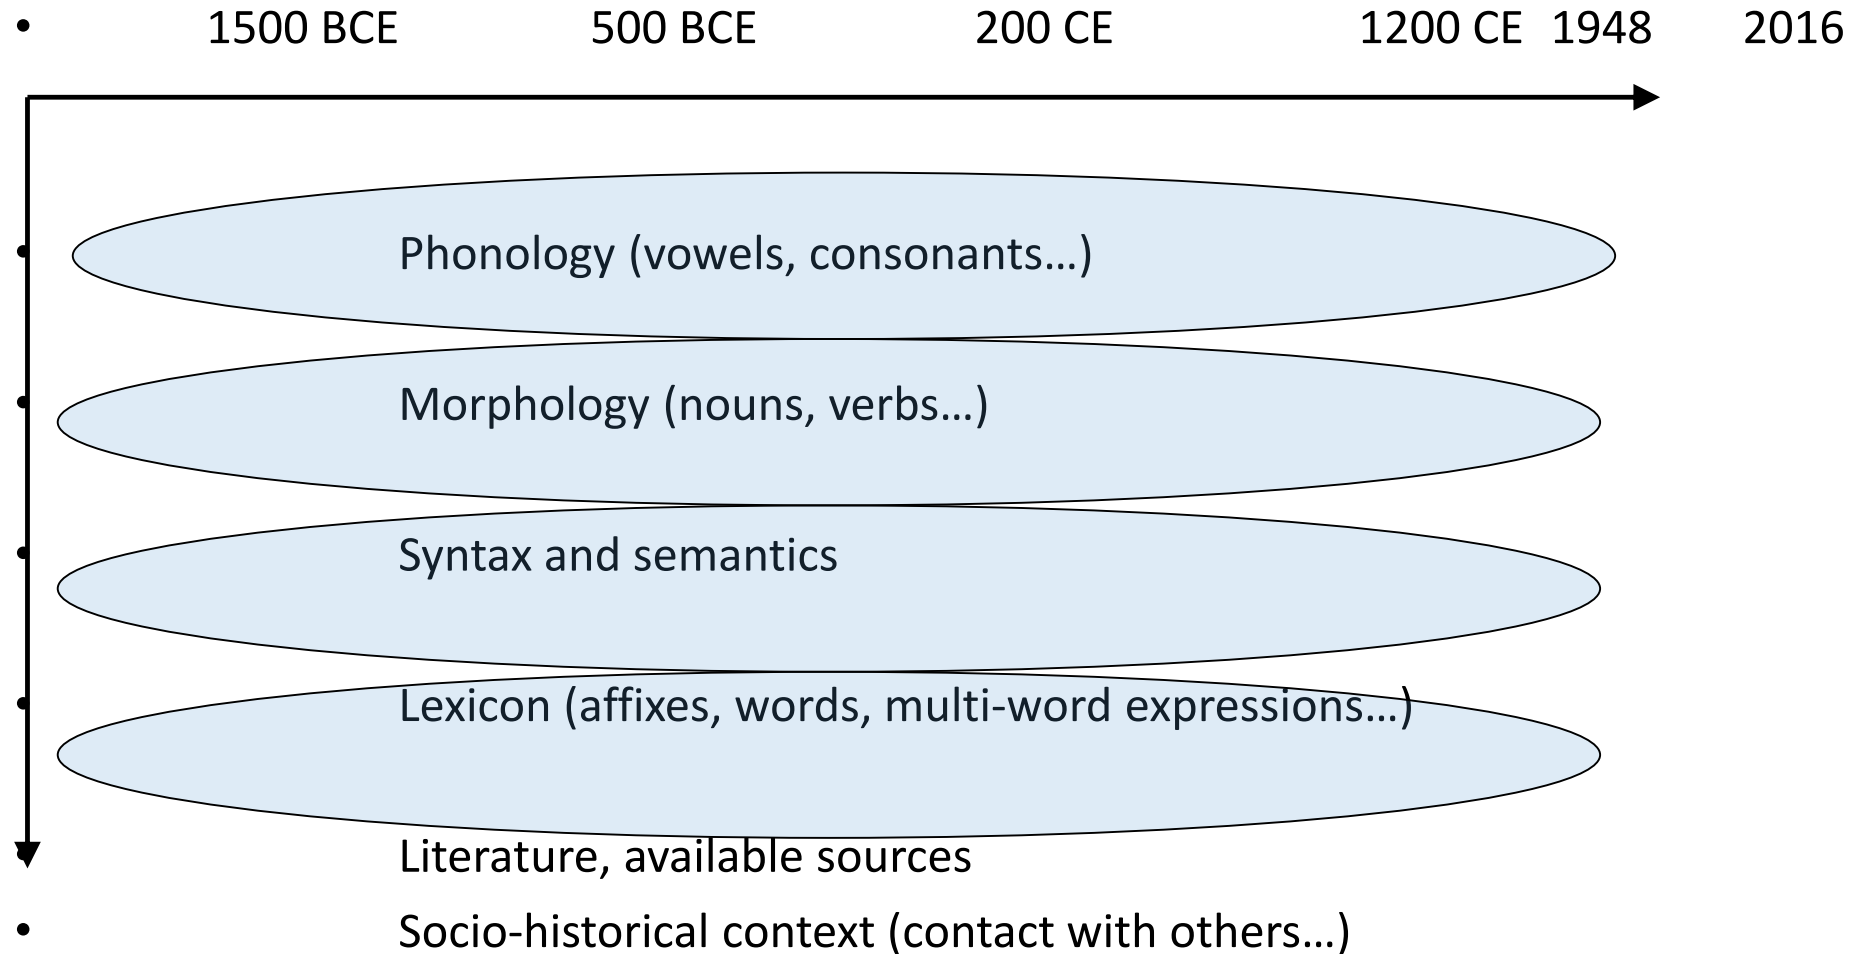 • 1500 BCE 500 BCE 200 CE 1200 CE 1948 2016
• Phonology (vowels, consonants…)
• Morphology (nouns, verbs…)
• Syntax and semantics
• Lexicon (affixes, words, multi-word expressions…)
• Literature, available sources
• Socio-historical context (contact with others…)